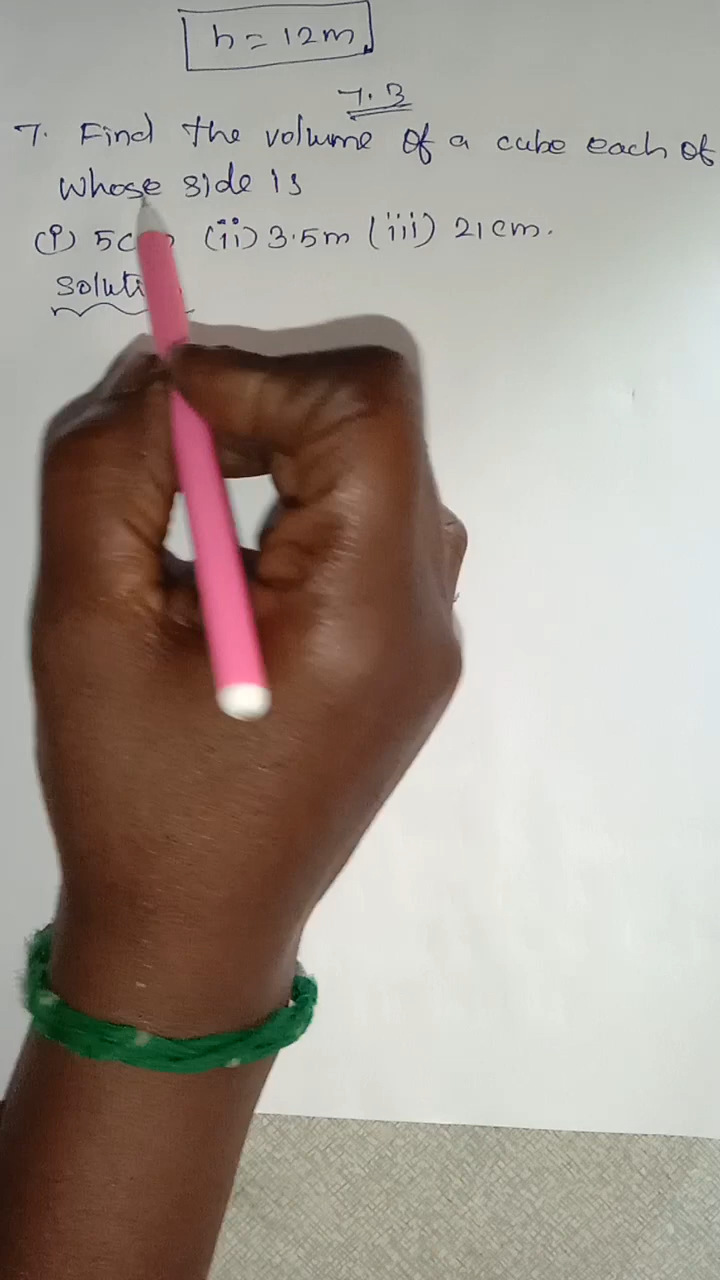 h = 12m
7.3
7. Find the volume of a cube each of
whose side is
(i) 5cm (ii) 3.5m (iii) 21cm.